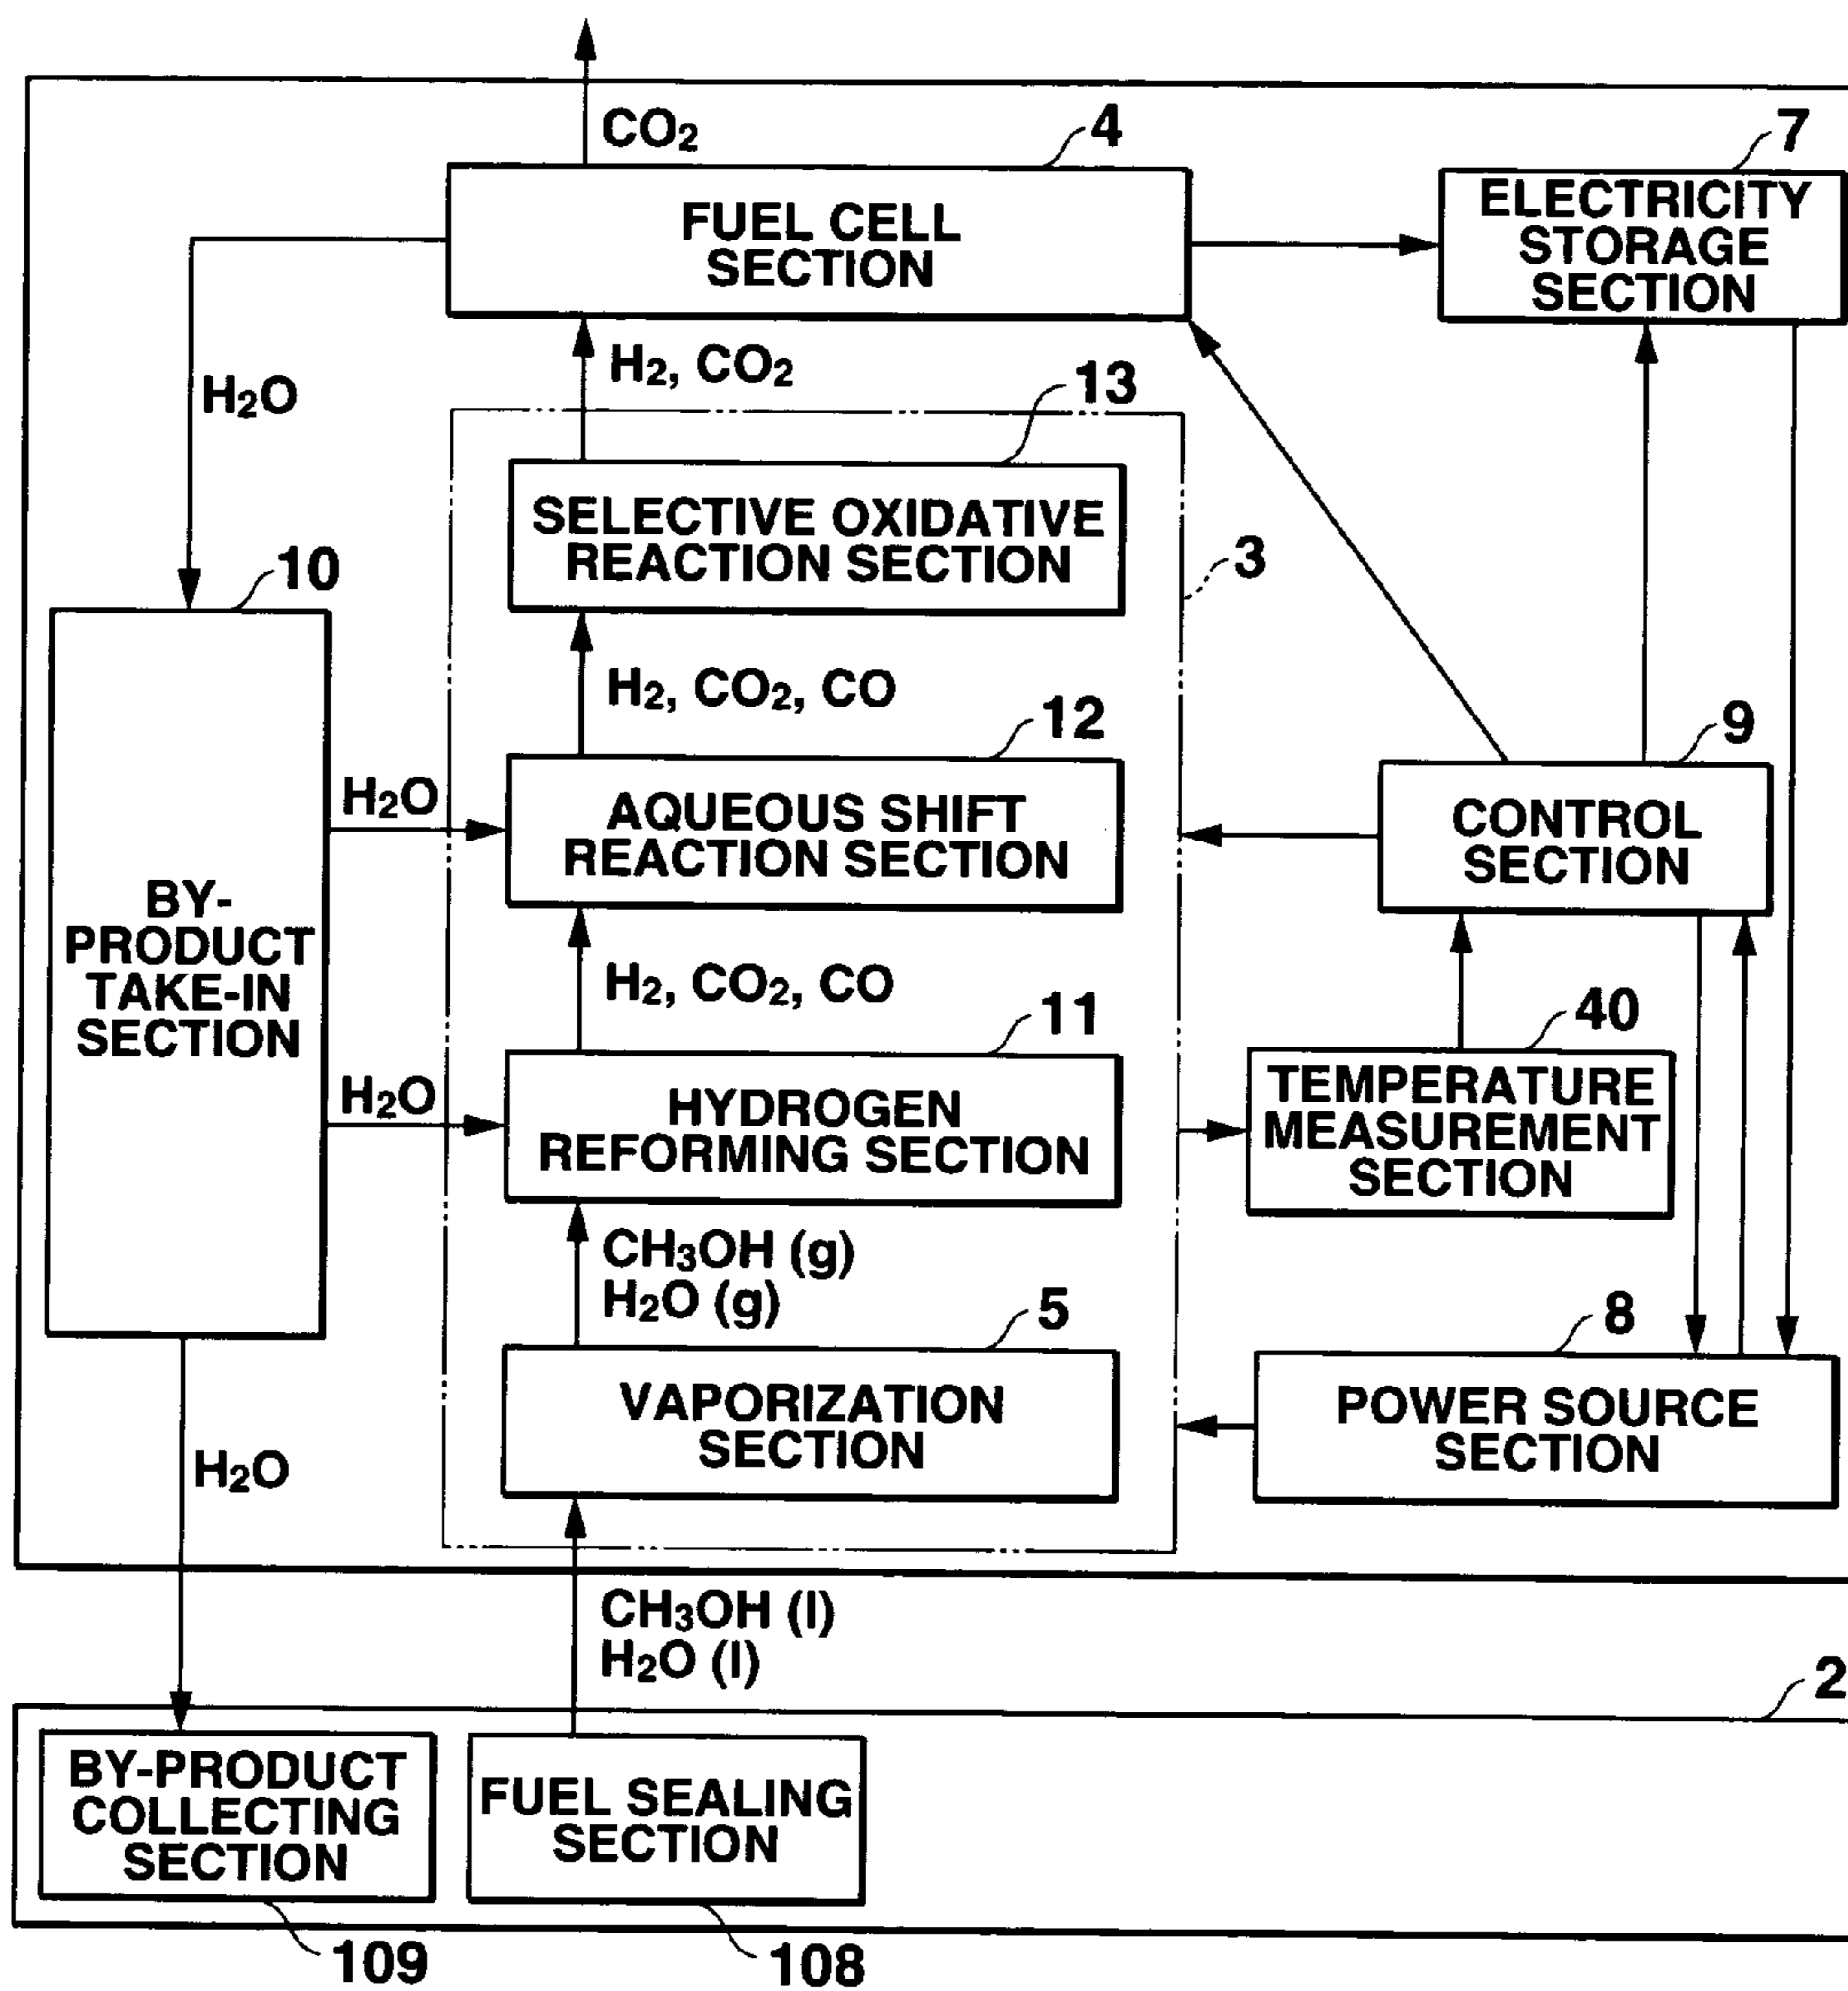 CO2
4
7
FUEL CELL
SECTION
ELECTRICITY
STORAGE
SECTION
H2O
H2, CO2
13
SELECTIVE OXIDATIVE
REACTION SECTION
3
10
H2, CO2, CO
12
9
H2O
AQUEOUS SHIFT
REACTION SECTION
CONTROL
SECTION
BY-
PRODUCT
TAKE-IN
SECTION
H2, CO2, CO
11
40
H2O
HYDROGEN
REFORMING SECTION
TEMPERATURE
MEASUREMENT
SECTION
CH3OH (g)
H2O (g)
5
8
VAPORIZATION
SECTION
POWER SOURCE
SECTION
H2O
CH3OH (l)
H2O (l)
2
BY-PRODUCT
COLLECTING
SECTION
FUEL SEALING
SECTION
109
108